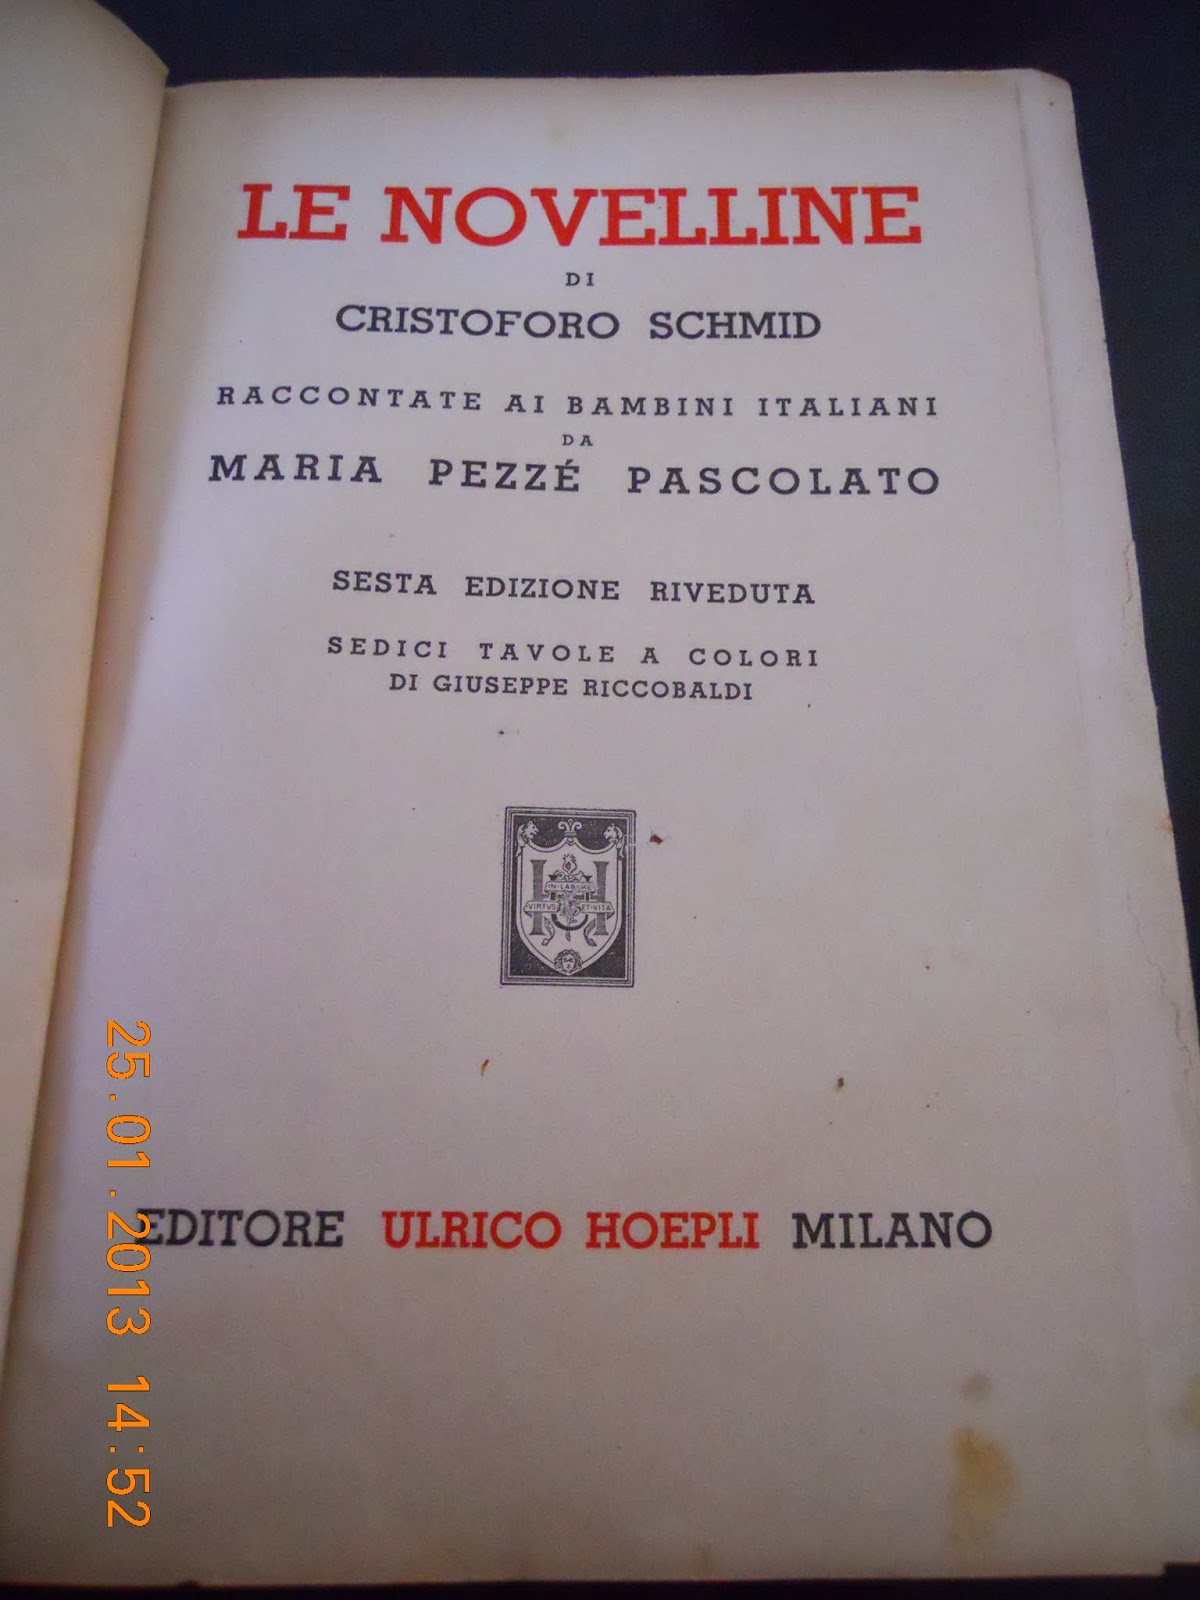 LE NOVELLINE
DI
CRISTOFORO SCHMID
RACCONTATE AI BAMBINI ITALIANI
DA
MARIA PEZZÉ PASCOLATO
SESTA EDIZIONE RIVEDUTA
SEDICI TAVOLE A COLORI
DI GIUSEPPE RICCOBALDI
H
IN·LABORE
VIRTVS ET·VITA
EDITORE ULRICO HOEPLI MILANO
25.01.2013 14:52